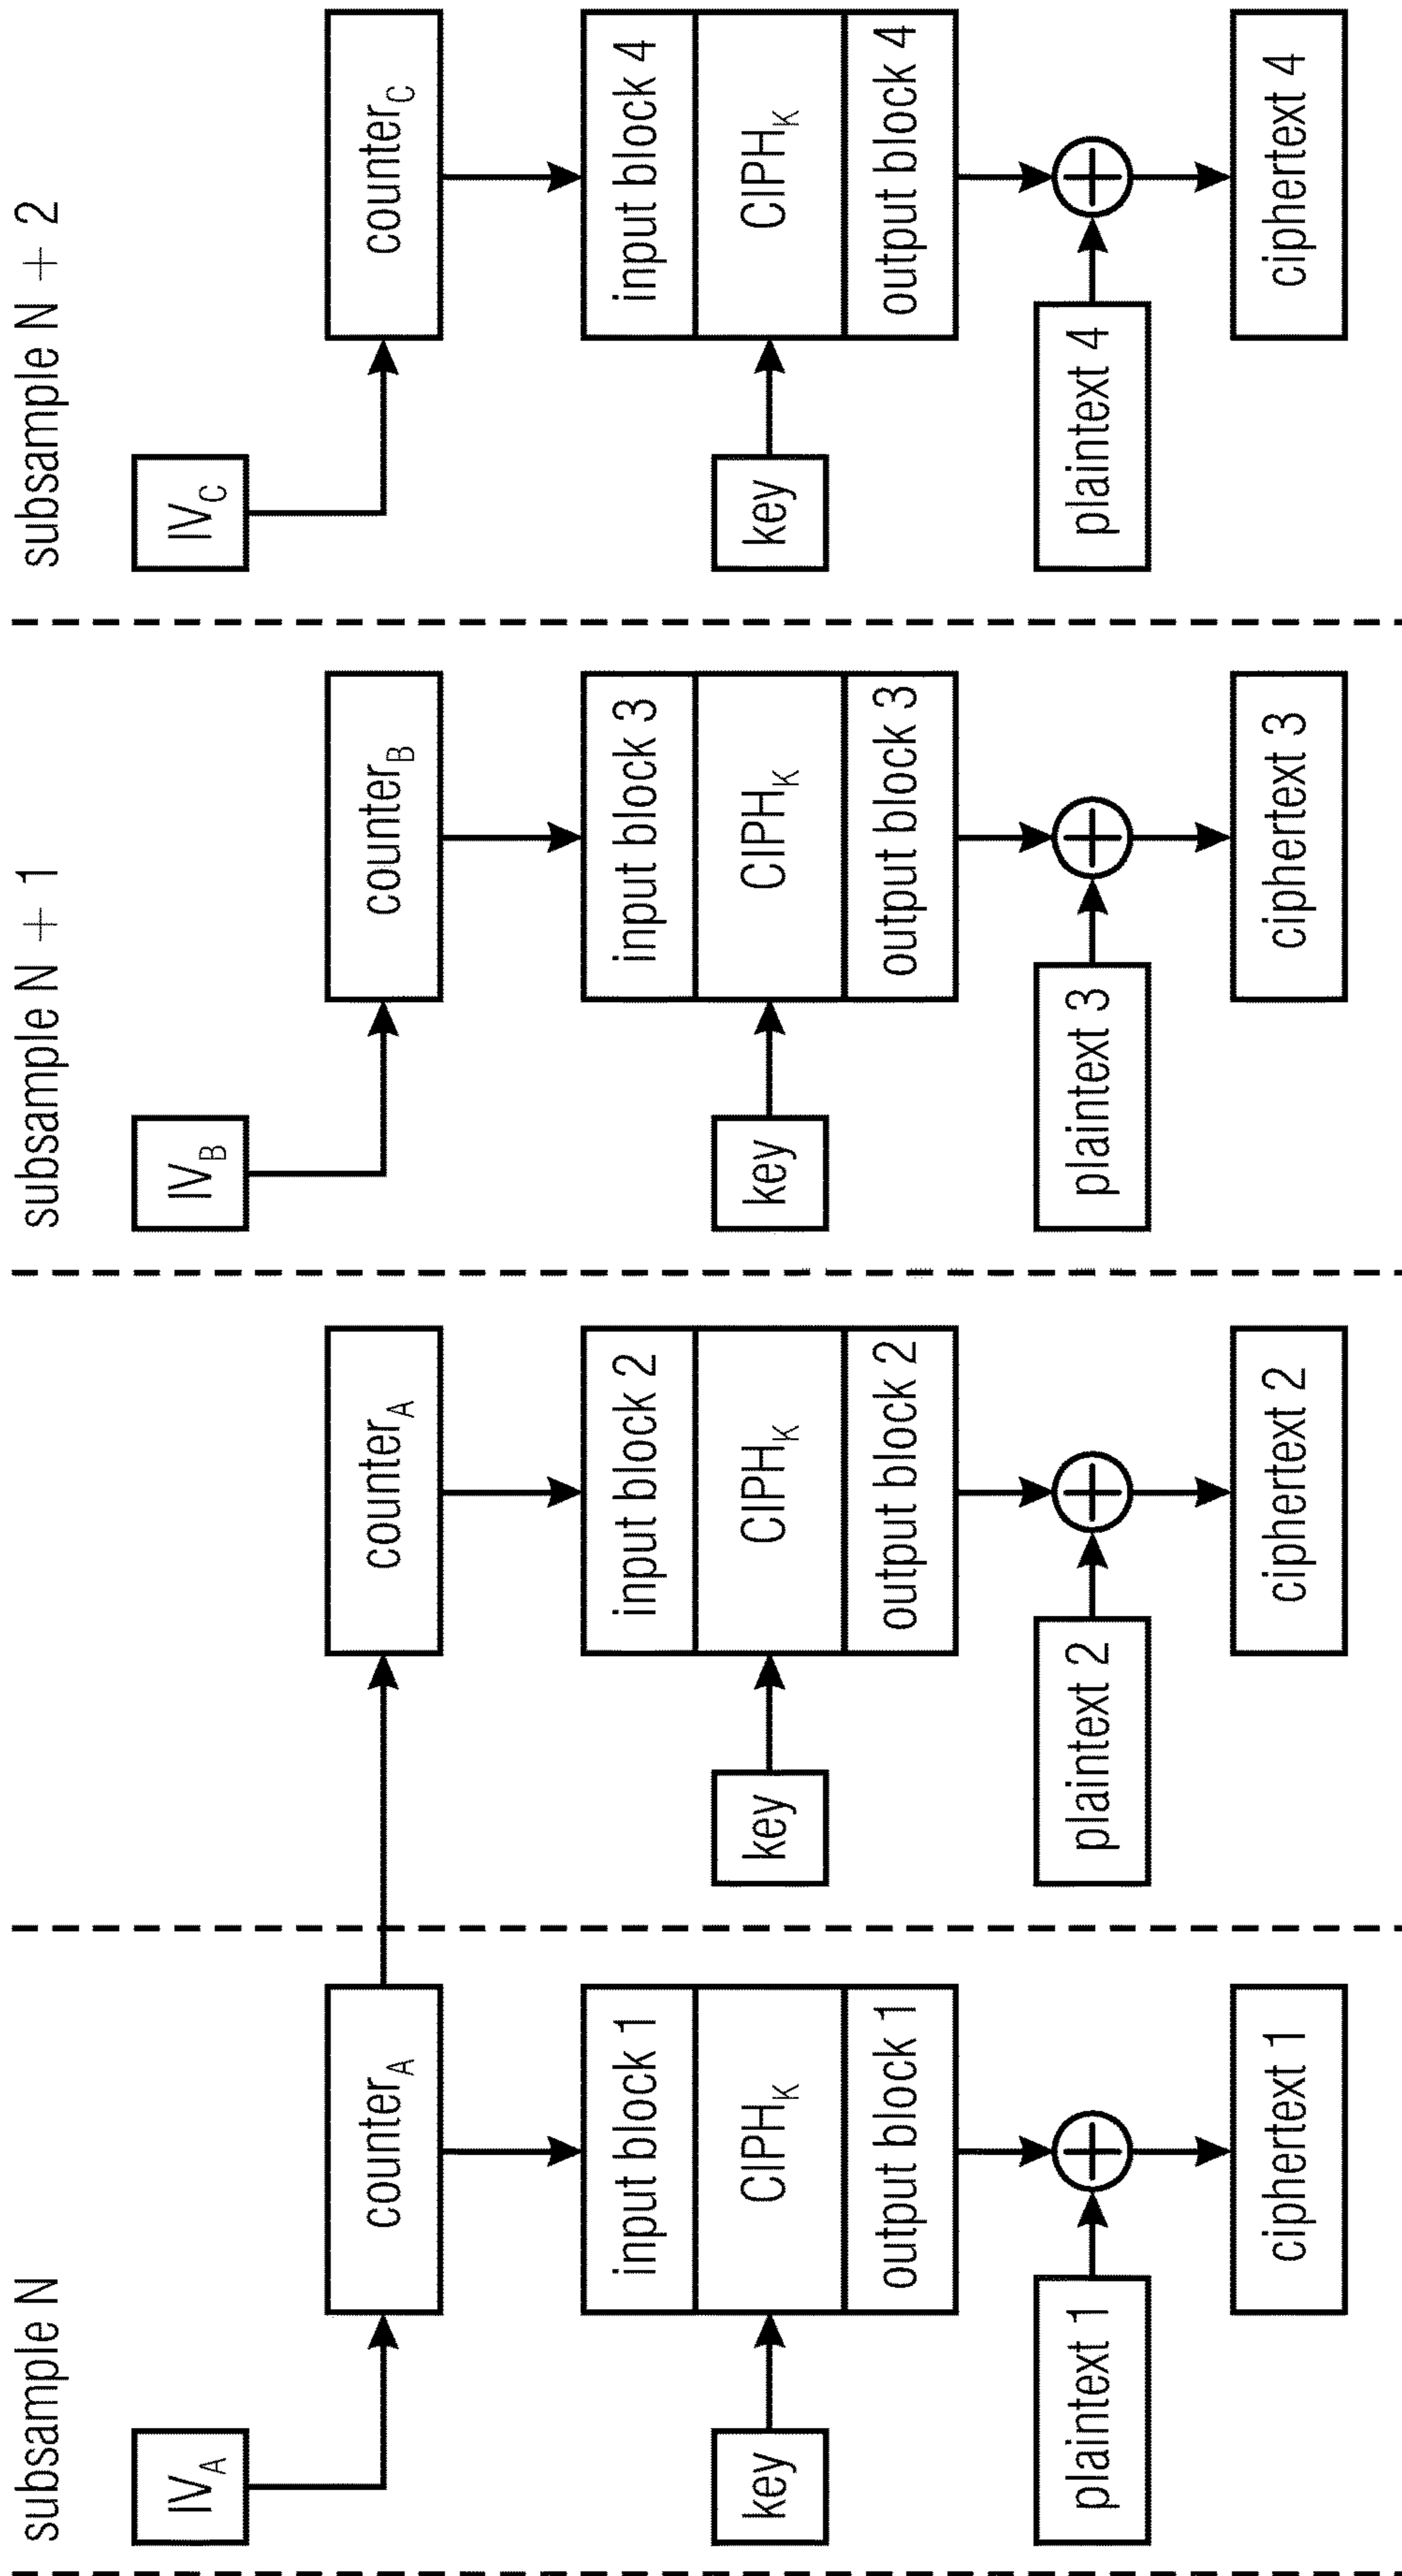 subsample N
subsample N + 1
subsample N + 2
IV_A
IV_B
IV_C
counter_A
counter_A
counter_B
counter_C
input block 1
input block 2
input block 3
input block 4
key
CIPH_K
key
CIPH_K
key
CIPH_K
key
CIPH_K
output block 1
output block 2
output block 3
output block 4
plaintext 1
plaintext 2
plaintext 3
plaintext 4
ciphertext 1
ciphertext 2
ciphertext 3
ciphertext 4